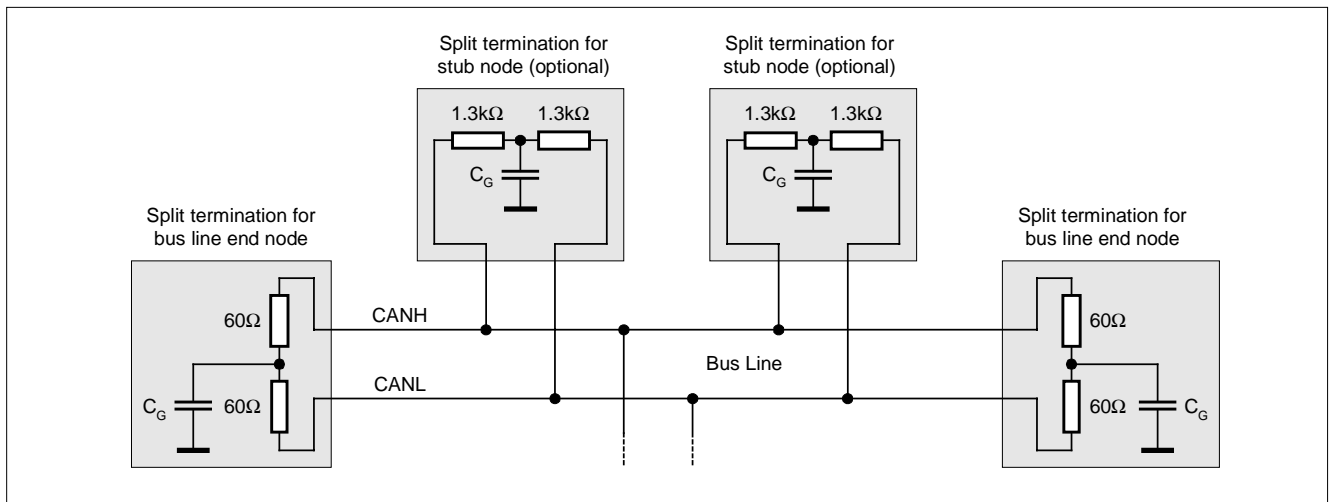 Split termination for
stub node (optional)
Split termination for
stub node (optional)
1.3kΩ 1.3kΩ
1.3kΩ 1.3kΩ
C_G
C_G
Split termination for
bus line end node
Split termination for
bus line end node
60Ω
CANH
60Ω
Bus Line
CANL
C_G
60Ω
60Ω
C_G